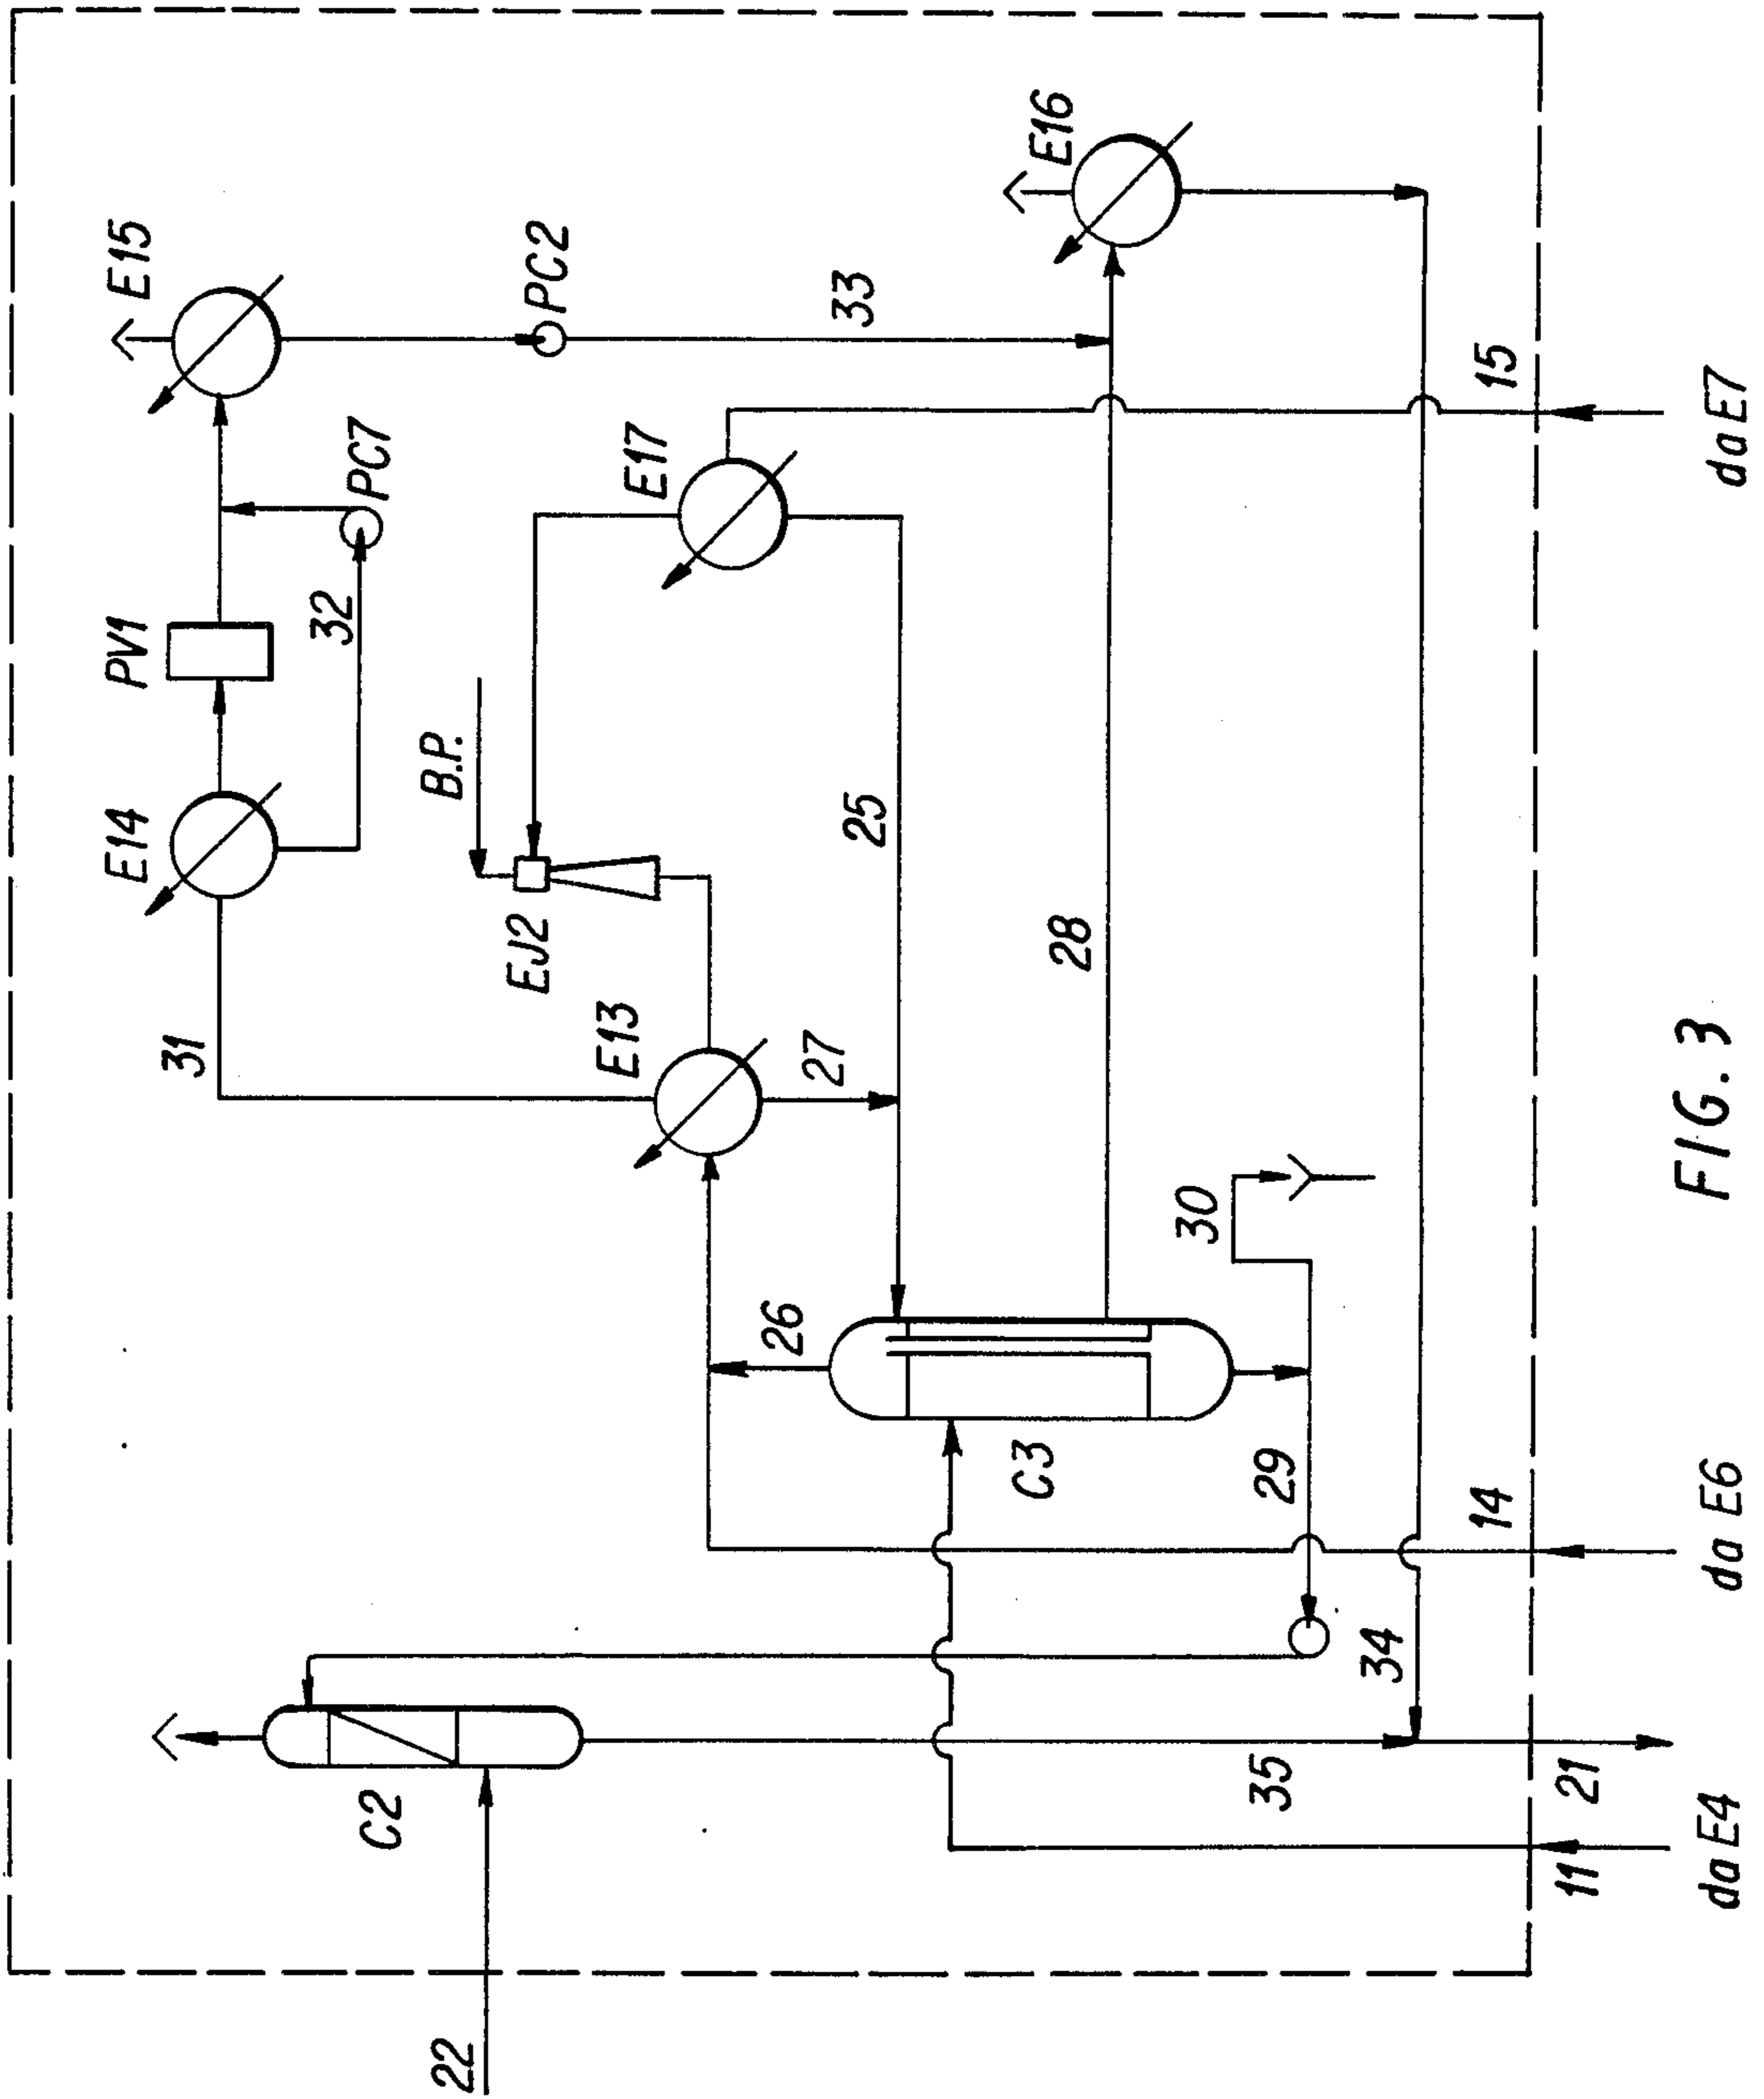 E15
PV1
E14
31
PC7
32
PC2
33
E16
E17
B.P.
EJ2
E13
27
25
26
28
30
C3
29
C2
22
34
35
15
14
21
11
da E7
da E6
da E4
FIG. 3